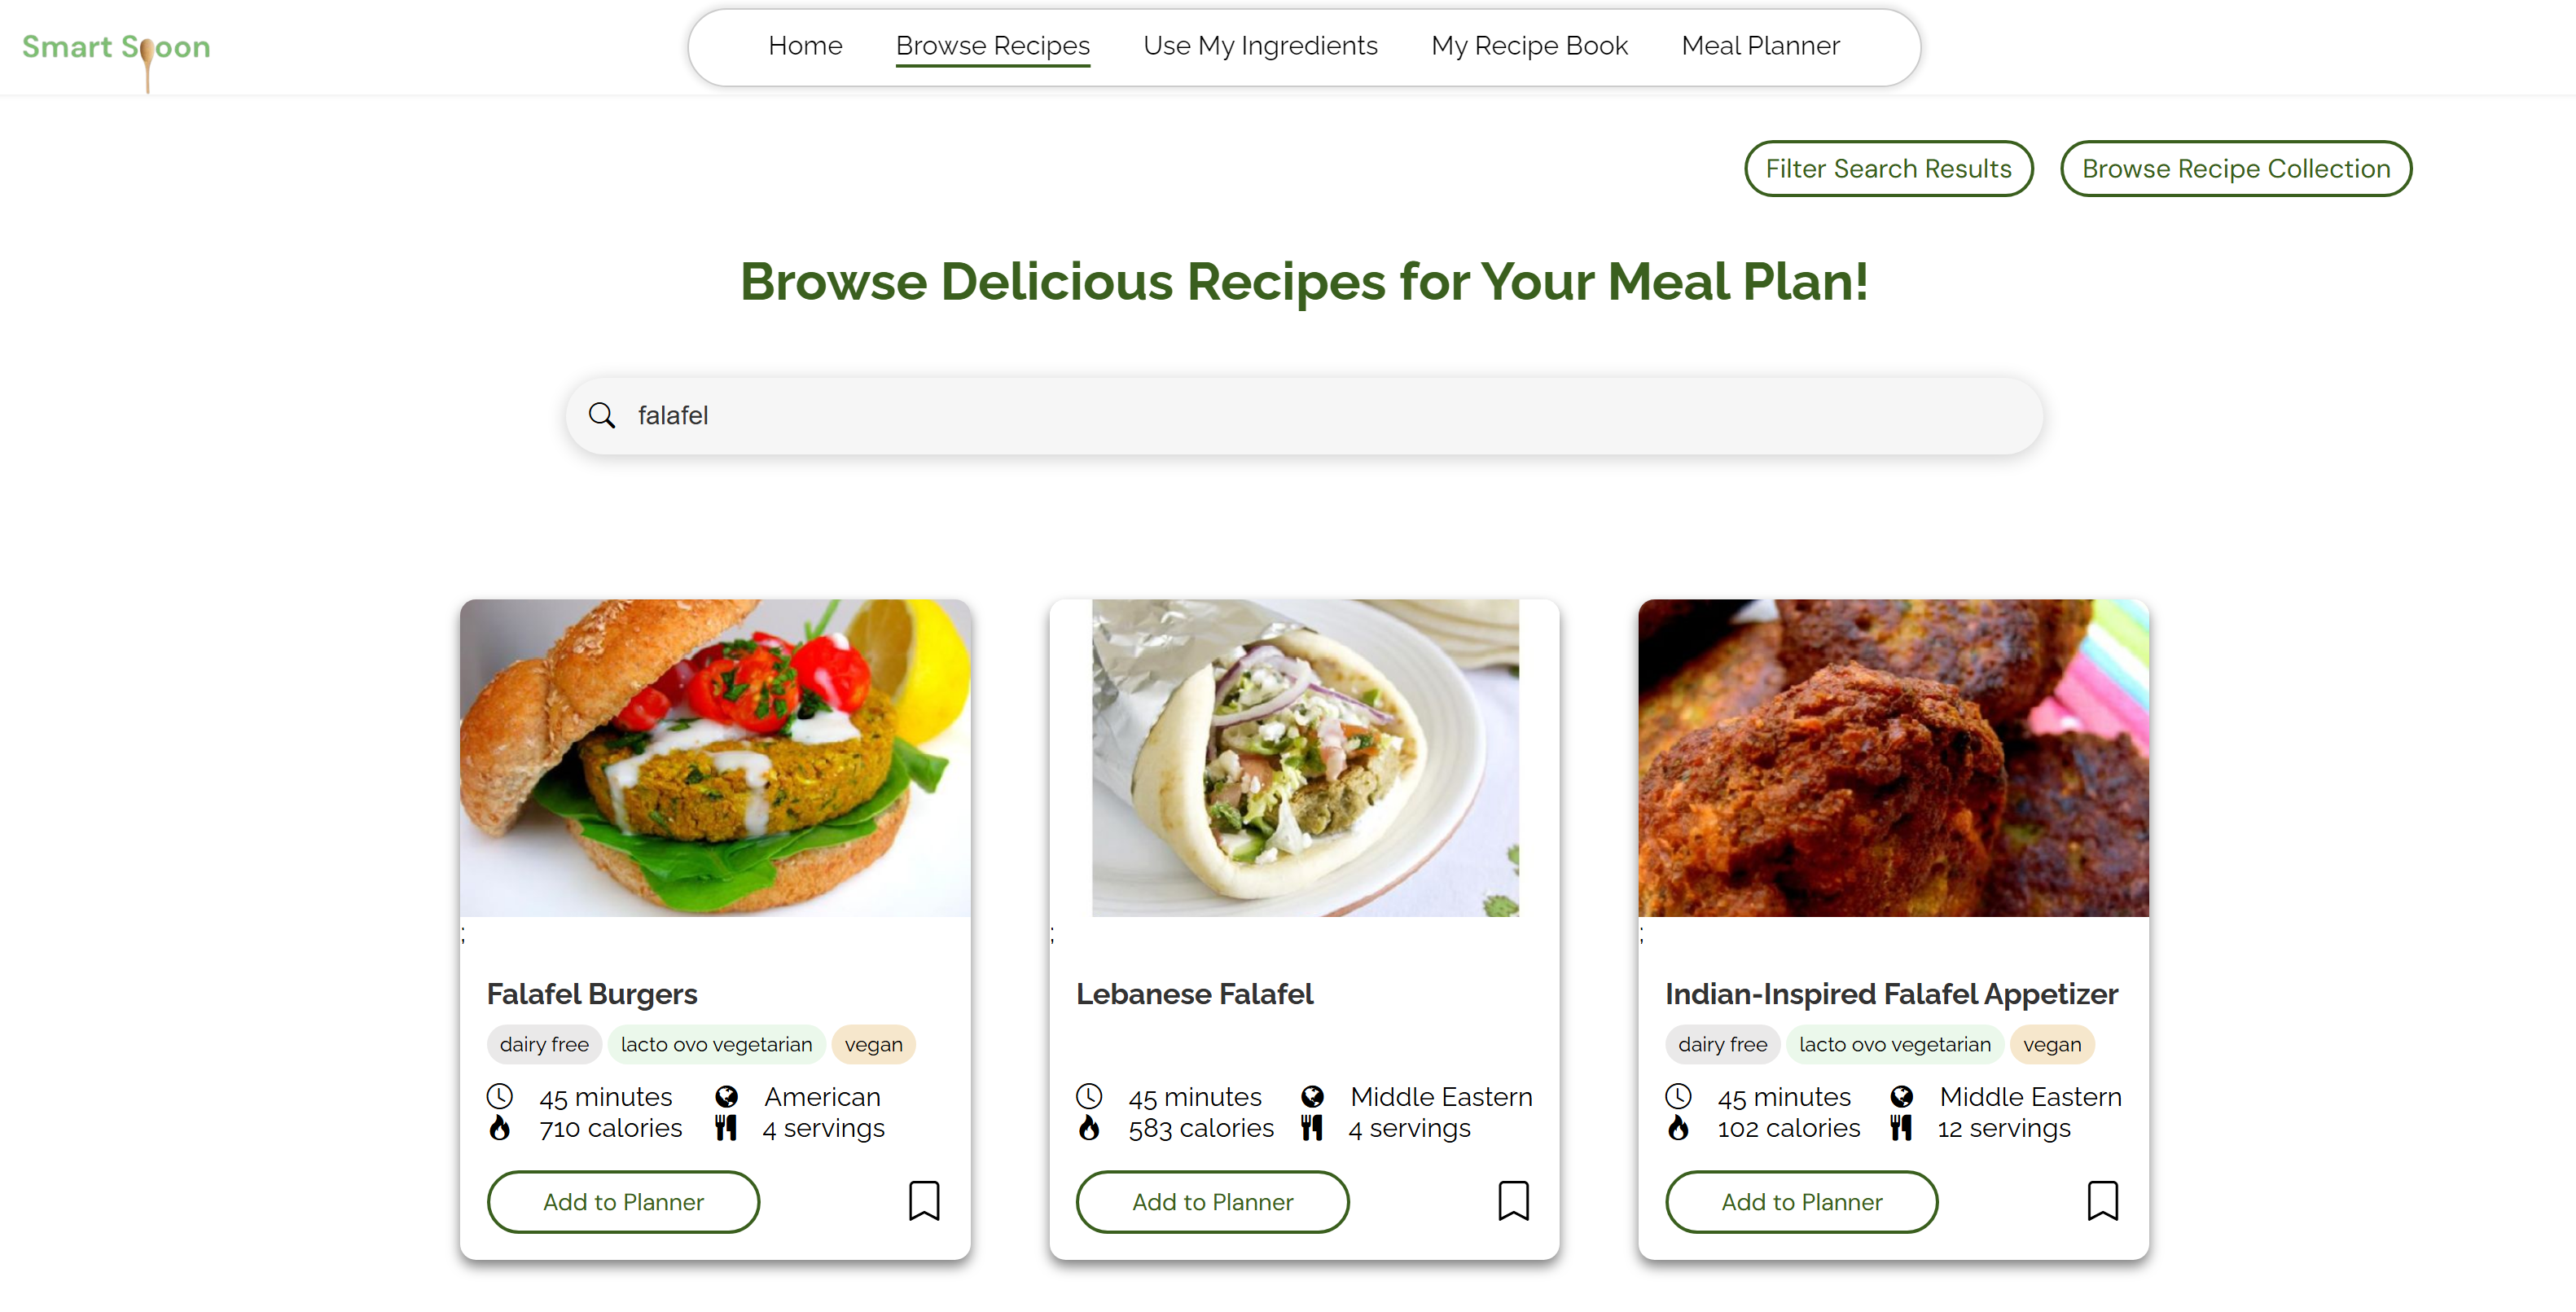 Smart Spoon
Home Browse Recipes Use My Ingredients My Recipe Book Meal Planner
Filter Search Results Browse Recipe Collection
Browse Delicious Recipes for Your Meal Plan!
falafel
; ; ;
Falafel Burgers
dairy free lacto ovo vegetarian vegan
45 minutes American
710 calories 4 servings
Add to Planner
Lebanese Falafel
45 minutes Middle Eastern
583 calories 4 servings
Add to Planner
Indian-Inspired Falafel Appetizer
dairy free lacto ovo vegetarian vegan
45 minutes Middle Eastern
102 calories 12 servings
Add to Planner